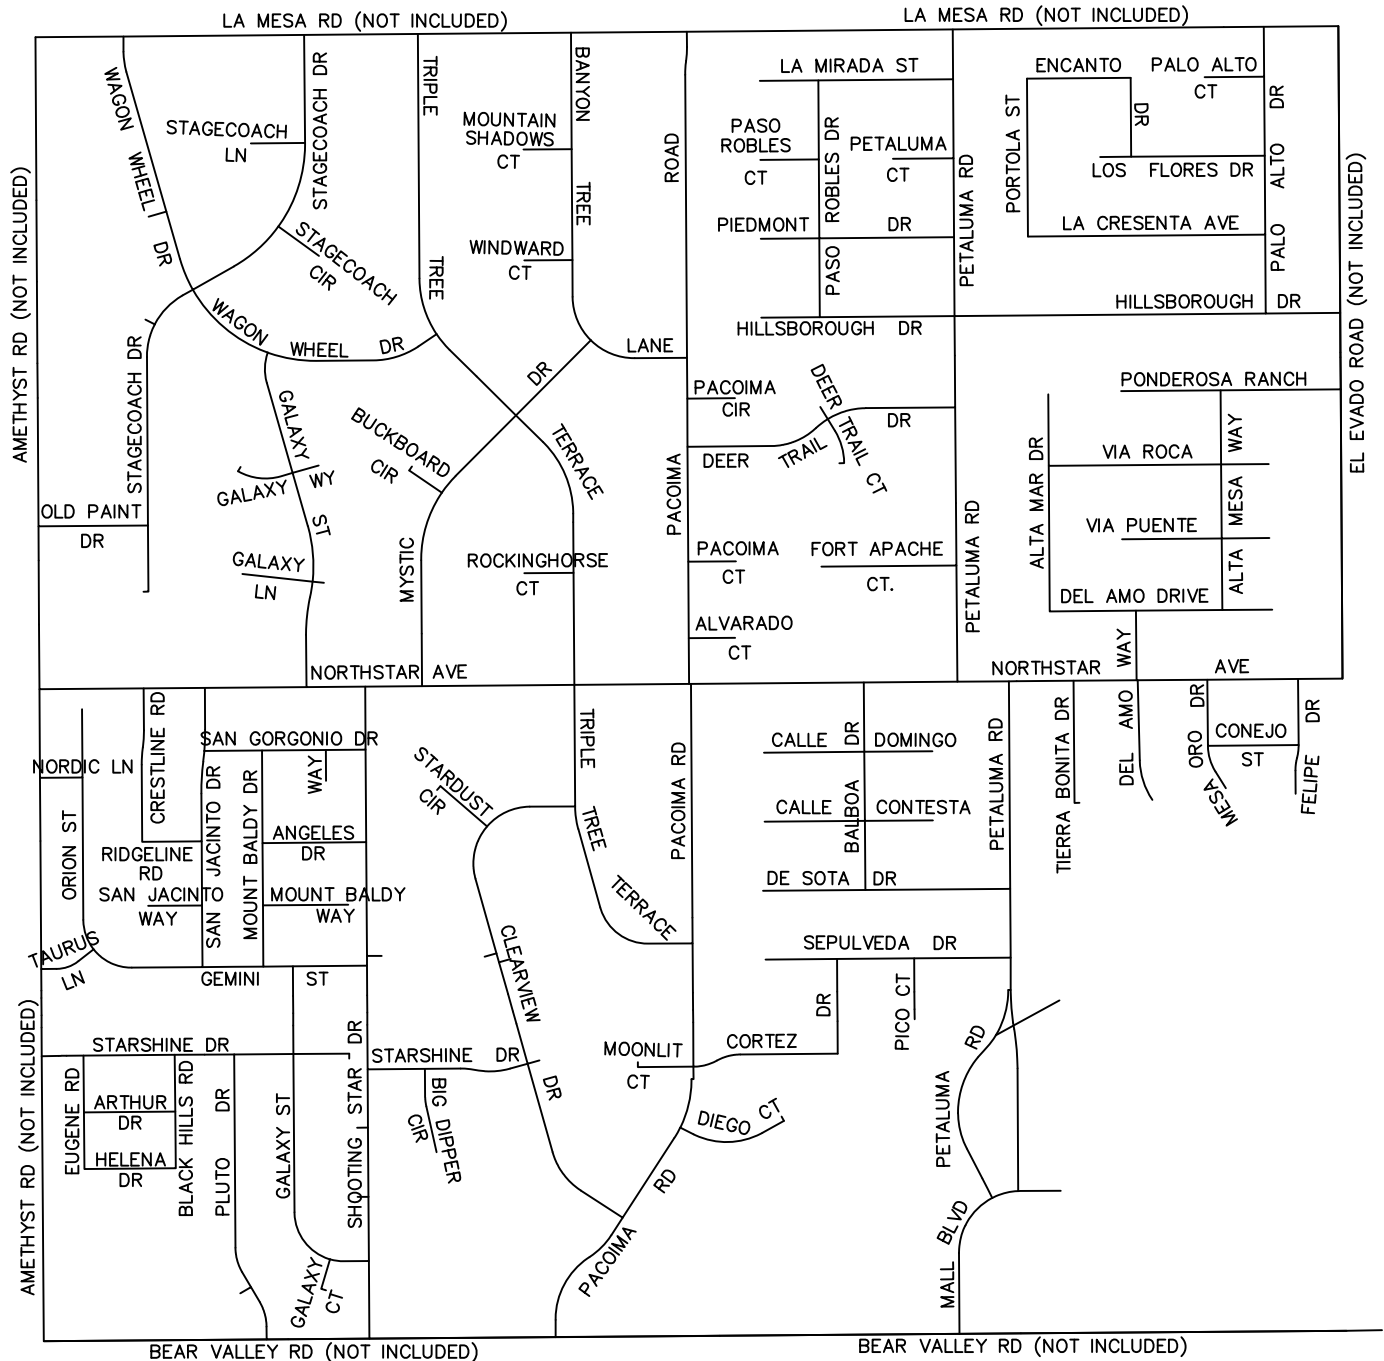 LA MESA RD (NOT INCLUDED)
LA MESA RD (NOT INCLUDED)
AMETHYST RD (NOT INCLUDED)
EL EVADO ROAD (NOT INCLUDED)
WAGON WHEEL DR
STAGECOACH DR
STAGECOACH
LN
STAGECOACH
CIR
TRIPLE TREE TERRACE
BANYON TREE LANE
MOUNTAIN
SHADOWS
CT
WINDWARD
CT
PACOIMA ROAD
LA MIRADA ST
PASO
ROBLES
CT
PASO ROBLES DR
PETALUMA
CT
PIEDMONT DR
PETALUMA RD
HILLSBOROUGH DR
ENCANTO DR
PALO ALTO
CT
PORTOLA ST
LOS FLORES DR
LA CRESENTA AVE
PALO ALTO DR
HILLSBOROUGH DR
WAGON WHEEL DR
STAGECOACH DR
GALAXY ST
GALAXY WY
GALAXY
LN
OLD PAINT
DR
BUCKBOARD
CIR
MYSTIC DR
ROCKINGHORSE
CT
PACOIMA
CIR
DEER TRAIL DR
DEER TRAIL CT
PACOIMA
CT
FORT APACHE
CT.
ALVARADO
CT
PETALUMA RD
PONDEROSA RANCH
VIA ROCA
VIA PUENTE
ALTA MAR DR
ALTA MESA WAY
DEL AMO DRIVE
DEL AMO WAY
NORTHSTAR AVE
NORTHSTAR AVE
NORDIC LN
ORION ST
CRESTLINE RD
RIDGELINE
RD
SAN GORGONIO DR
WAY
SAN JACINTO DR
MOUNT BALDY DR
ANGELES
DR
SAN JACINTO
WAY
MOUNT BALDY
WAY
TAURUS
LN
GEMINI ST
STARDUST
CIR
CLEARVIEW DR
TRIPLE TREE TERRACE
PACOIMA RD
CALLE DOMINGO
BALBOA DR
CALLE CONTESTA
DE SOTA DR
SEPULVEDA DR
PETALUMA RD
TIERRA BONITA DR
MESA ORO DR
CONEJO
ST
FELIPE DR
AMETHYST RD (NOT INCLUDED)
STARSHINE DR
EUGENE RD
ARTHUR
DR
HELENA
DR
BLACK HILLS RD
PLUTO DR
GALAXY ST
SHOOTING STAR DR
GALAXY
CT
STARSHINE DR
BIG DIPPER
CIR
MOONLIT
CT
CORTEZ DR
PICO CT
DIEGO CT
PACOIMA RD
PETALUMA RD
MALL BLVD
BEAR VALLEY RD (NOT INCLUDED)
BEAR VALLEY RD (NOT INCLUDED)